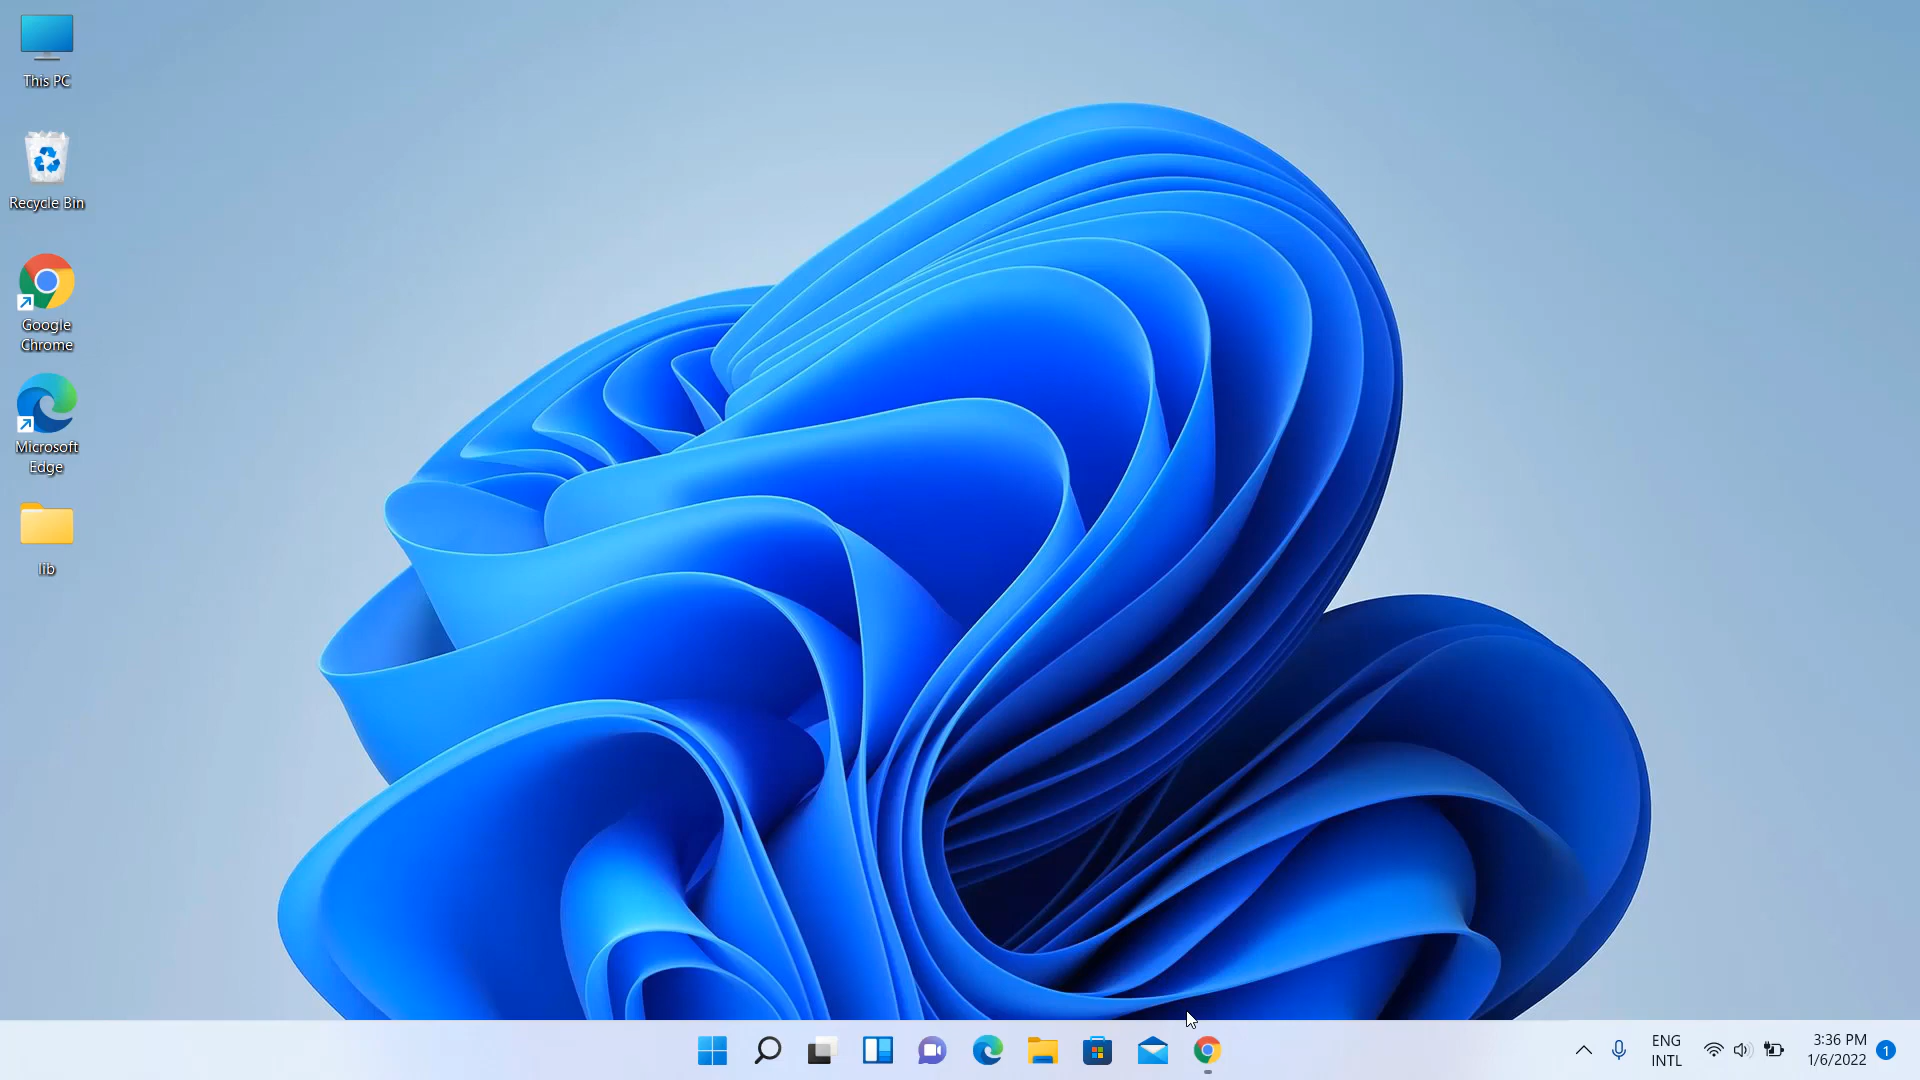 This PC
Recycle Bin
Google
Chrome
Microsoft
Edge
lib
ENG
INTL
3:36 PM
1/6/2022
1